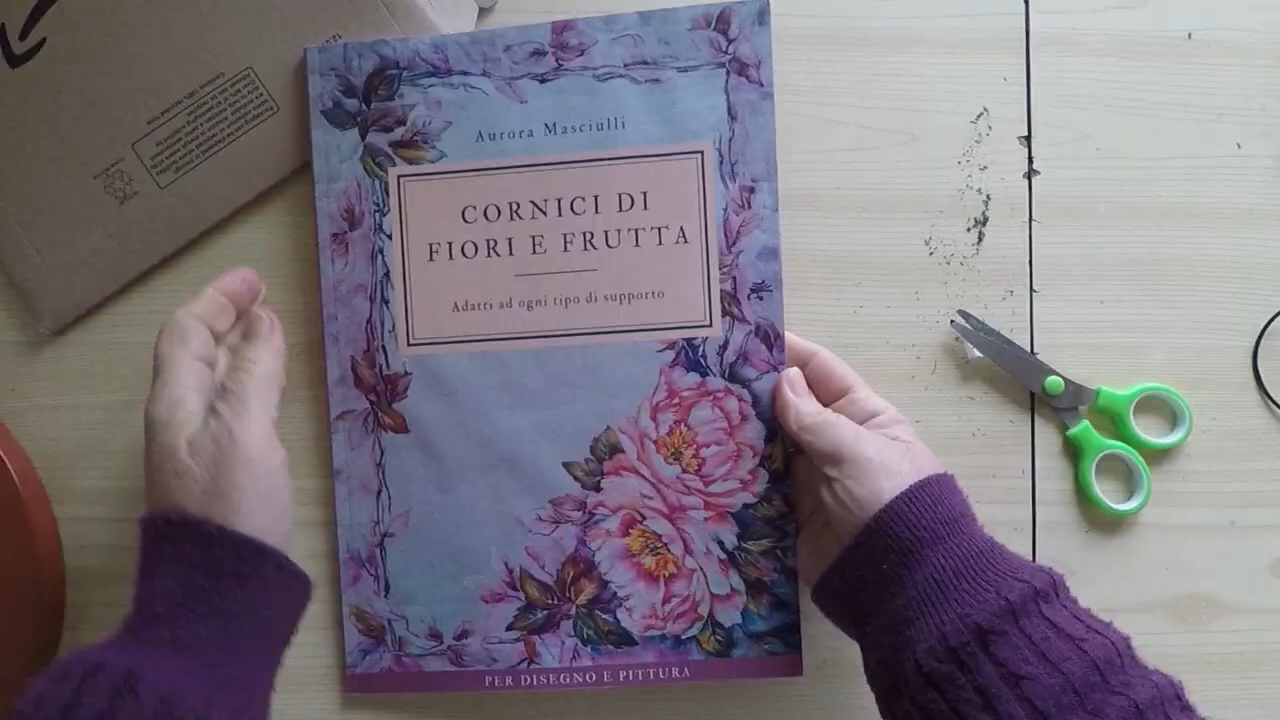 Aurora Masciulli
CORNICI DI
FIORI E FRUTTA
Adatti ad ogni tipo di supporto
PER DISEGNO E PITTURA